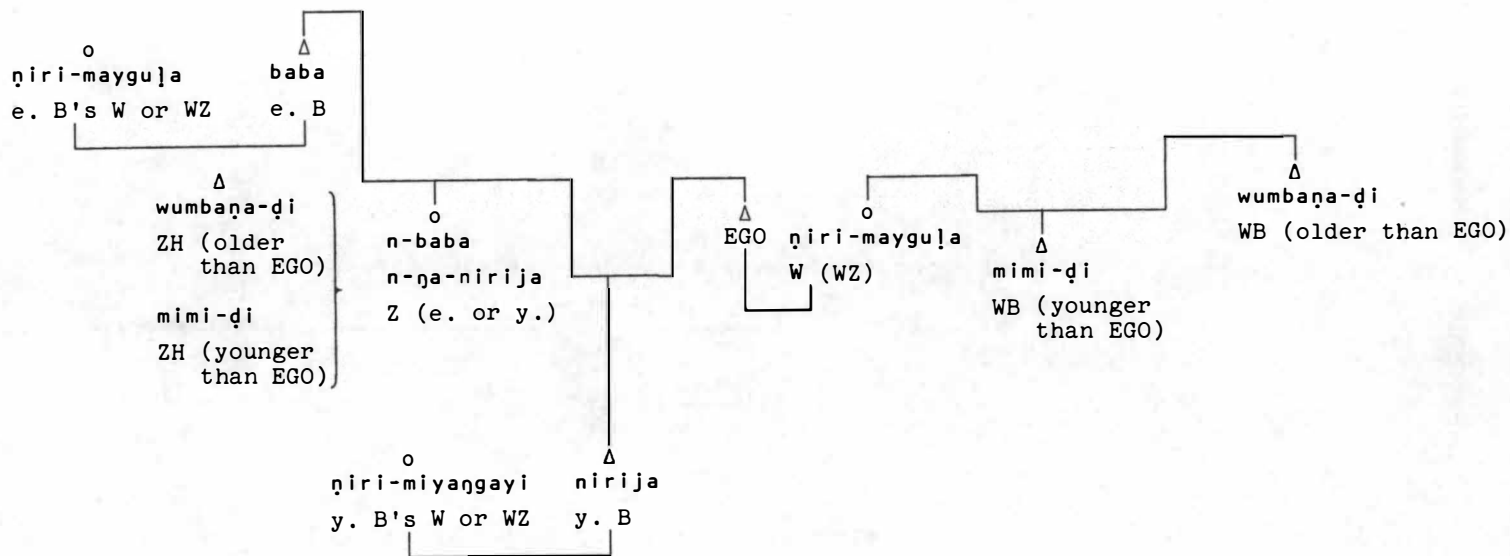 o
ṇiri-mayguḷa
e. B's W or WZ
Δ
baba
e. B
Δ
wumbaṇa-ḍi
ZH (older
than EGO)
mimi-ḍi
ZH (younger
than EGO)
o
n-baba
n-ŋa-nirija
Z (e. or y.)
Δ
EGO
o
ṇiri-mayguḷa
W (WZ)
Δ
mimi-ḍi
WB (younger
than EGO)
Δ
wumbaṇa-ḍi
WB (older than EGO)
o
ṇiri-miyaŋgayi
y. B's W or WZ
Δ
nirija
y. B